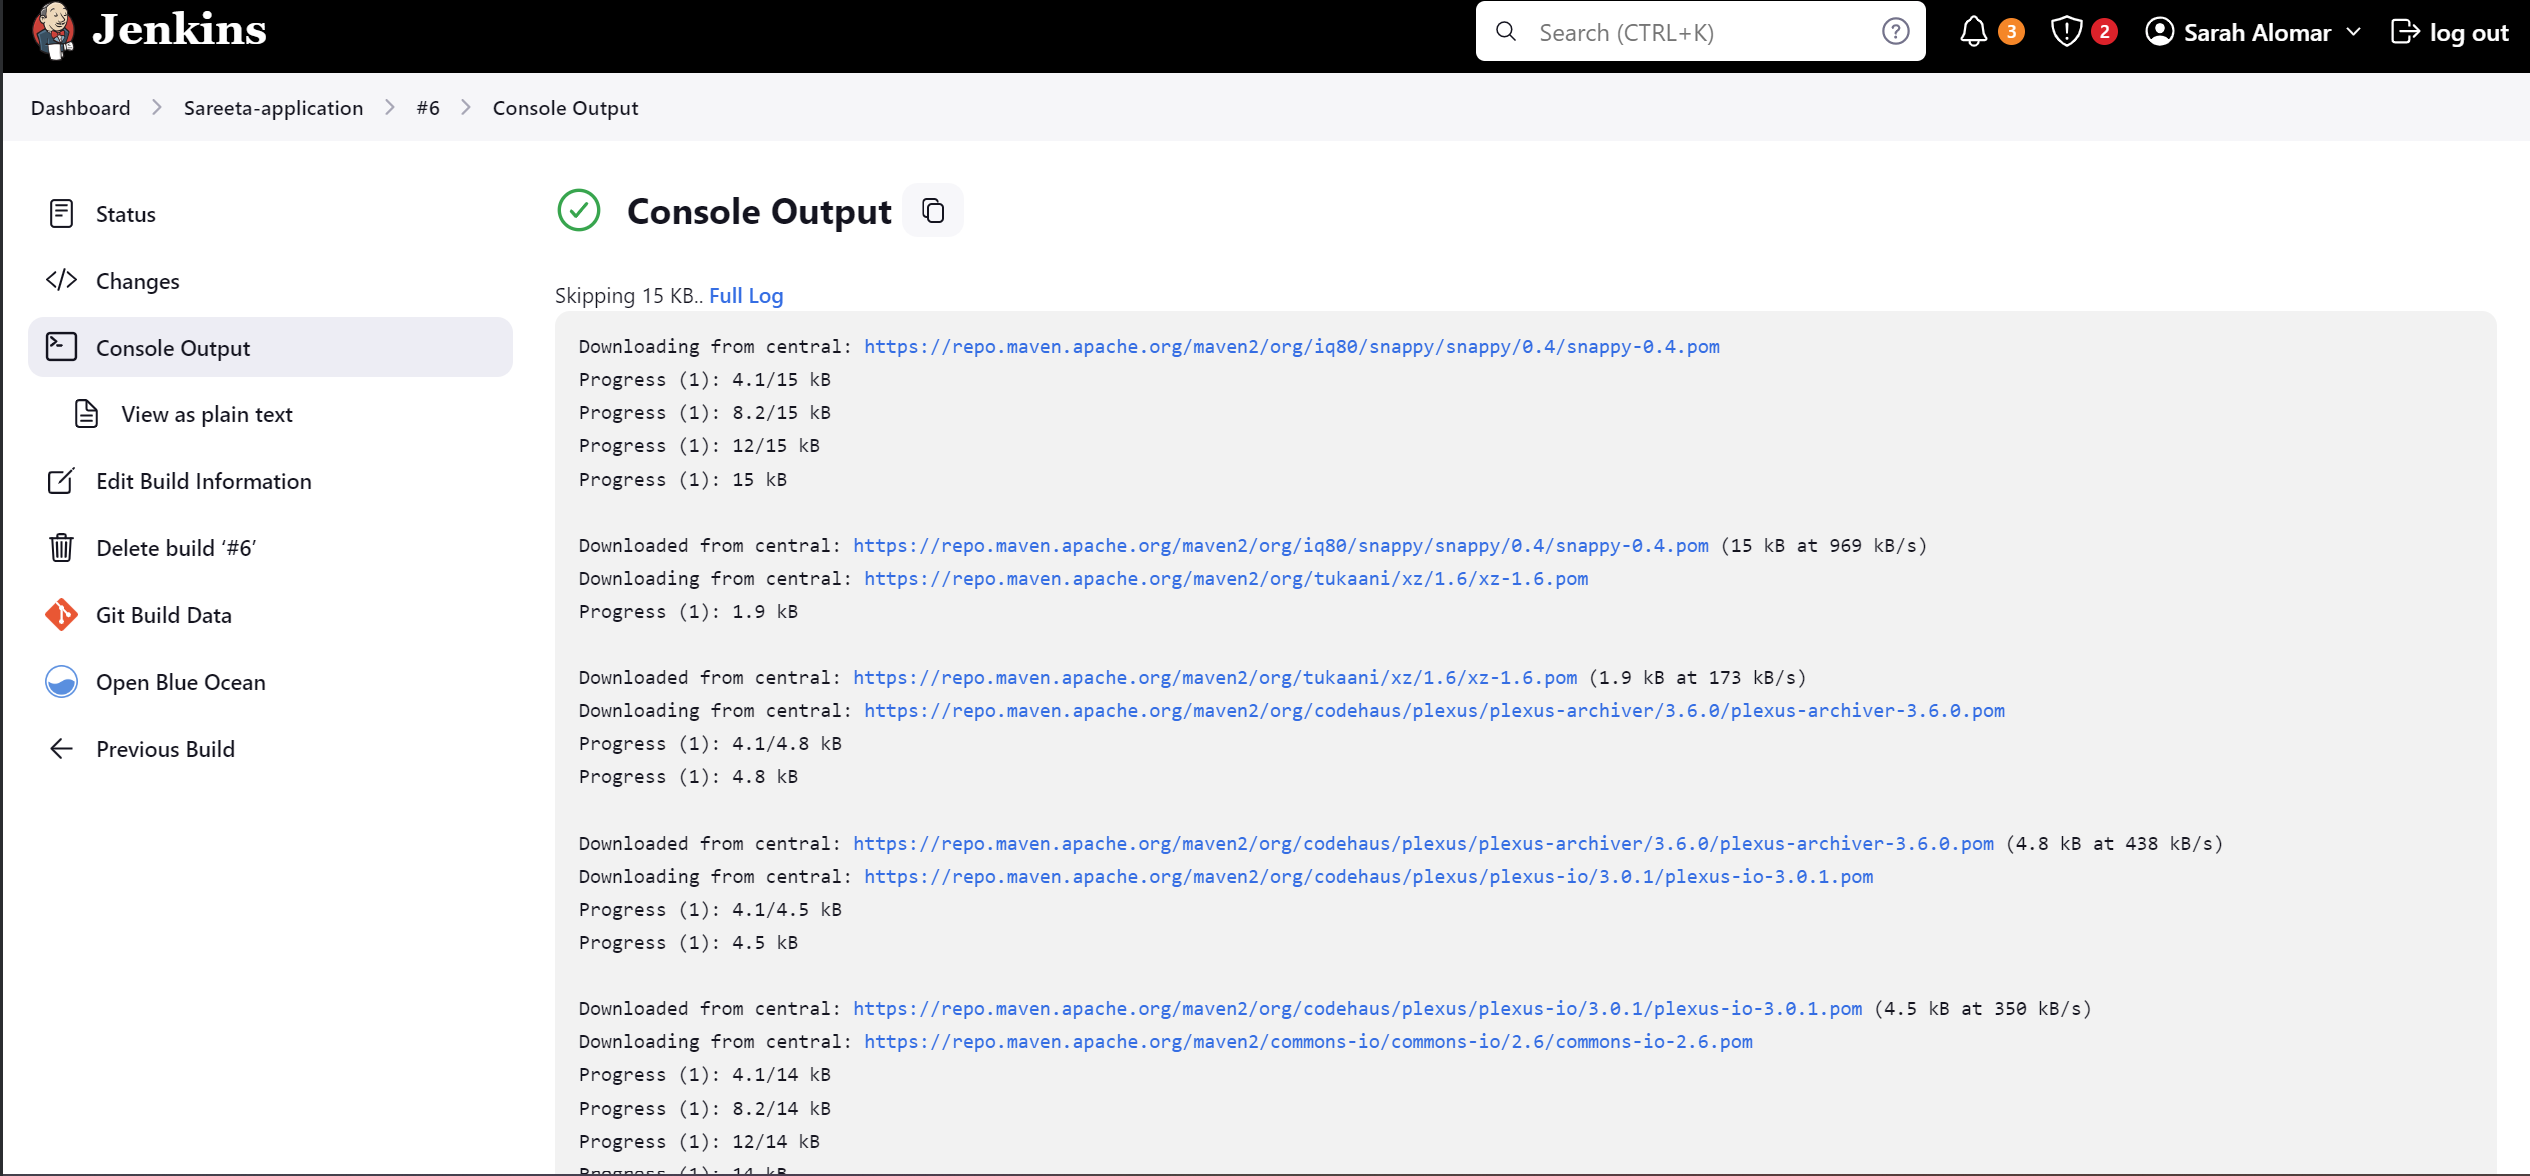 Jenkins
Search (CTRL+K)
3
2
Sarah Alomar
log out
Dashboard > Sareeta-application > #6 > Console Output
Status
Changes
Console Output
View as plain text
Edit Build Information
Delete build ‘#6’
Git Build Data
Open Blue Ocean
Previous Build
Console Output
Skipping 15 KB.. Full Log
Downloading from central: https://repo.maven.apache.org/maven2/org/iq80/snappy/snappy/0.4/snappy-0.4.pom
Progress (1): 4.1/15 kB
Progress (1): 8.2/15 kB
Progress (1): 12/15 kB
Progress (1): 15 kB
Downloaded from central: https://repo.maven.apache.org/maven2/org/iq80/snappy/snappy/0.4/snappy-0.4.pom (15 kB at 969 kB/s)
Downloading from central: https://repo.maven.apache.org/maven2/org/tukaani/xz/1.6/xz-1.6.pom
Progress (1): 1.9 kB
Downloaded from central: https://repo.maven.apache.org/maven2/org/tukaani/xz/1.6/xz-1.6.pom (1.9 kB at 173 kB/s)
Downloading from central: https://repo.maven.apache.org/maven2/org/codehaus/plexus/plexus-archiver/3.6.0/plexus-archiver-3.6.0.pom
Progress (1): 4.1/4.8 kB
Progress (1): 4.8 kB
Downloaded from central: https://repo.maven.apache.org/maven2/org/codehaus/plexus/plexus-archiver/3.6.0/plexus-archiver-3.6.0.pom (4.8 kB at 438 kB/s)
Downloading from central: https://repo.maven.apache.org/maven2/org/codehaus/plexus/plexus-io/3.0.1/plexus-io-3.0.1.pom
Progress (1): 4.1/4.5 kB
Progress (1): 4.5 kB
Downloaded from central: https://repo.maven.apache.org/maven2/org/codehaus/plexus/plexus-io/3.0.1/plexus-io-3.0.1.pom (4.5 kB at 350 kB/s)
Downloading from central: https://repo.maven.apache.org/maven2/commons-io/commons-io/2.6/commons-io-2.6.pom
Progress (1): 4.1/14 kB
Progress (1): 8.2/14 kB
Progress (1): 12/14 kB
Progress (1): 14 kB